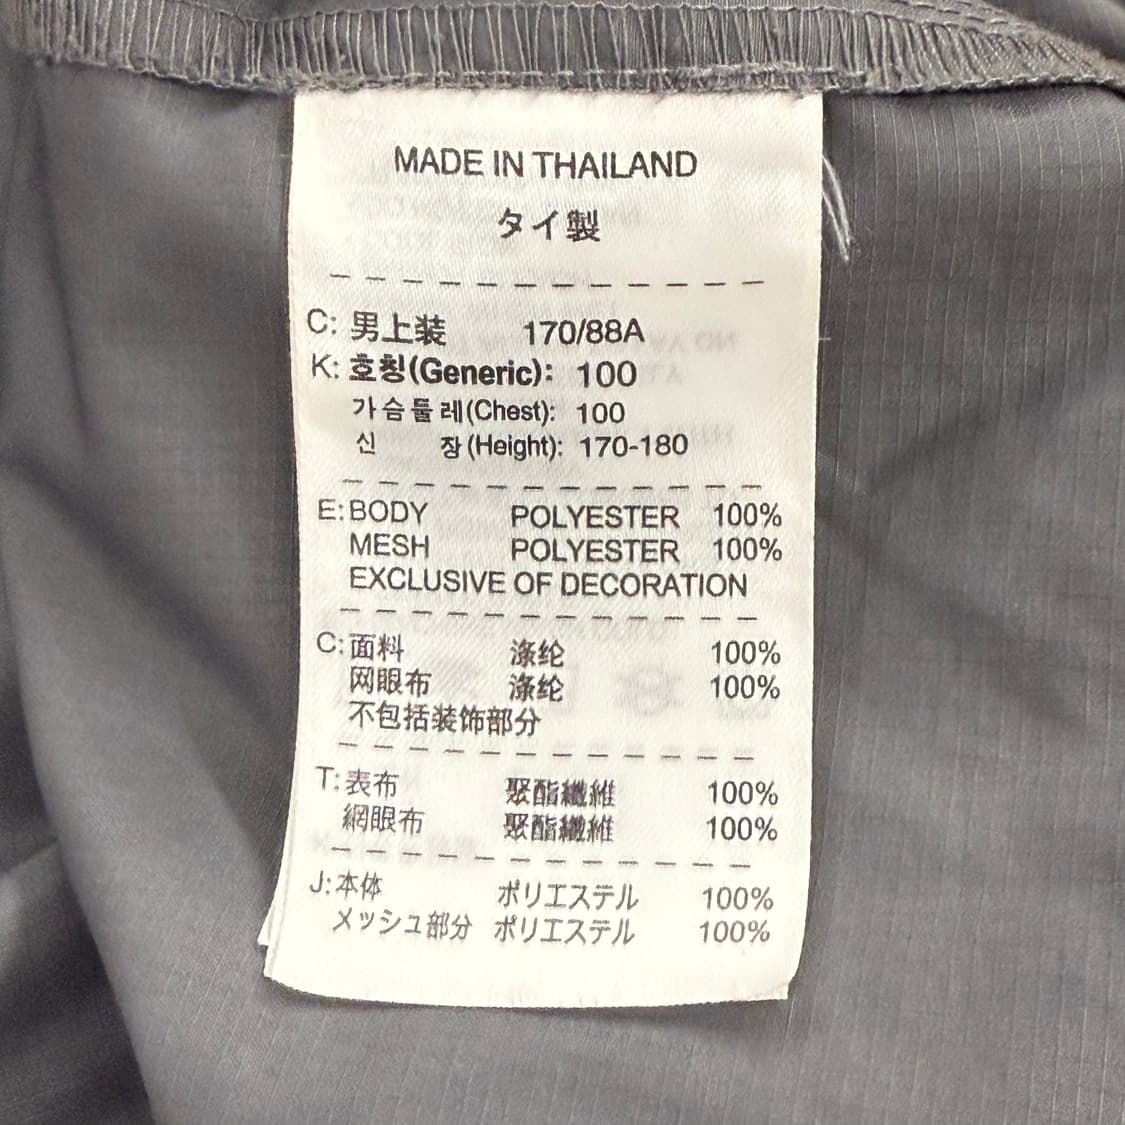 MADE IN THAILAND
タイ製
C: 男上装 170/88A
K: 호칭(Generic): 100
가슴둘레(Chest): 100
신 장(Height): 170-180
E: BODY POLYESTER 100%
MESH POLYESTER 100%
EXCLUSIVE OF DECORATION
C: 面料 涤纶 100%
网眼布 涤纶 100%
不包括装饰部分
T: 表布 聚酯纖維 100%
網眼布 聚酯纖維 100%
J: 本体 ポリエステル 100%
メッシュ部分 ポリエステル 100%